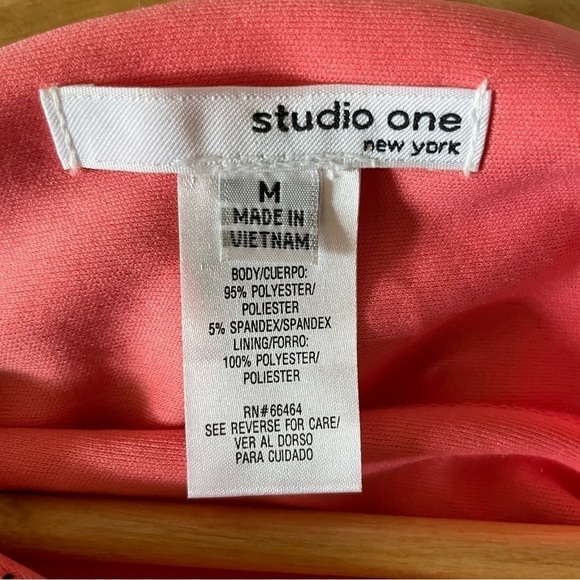 studio one
new york
M
MADE IN
VIETNAM
BODY/CUERPO:
95% POLYESTER/
POLIESTER
5% SPANDEX/SPANDEX
LINING/FORRO:
100% POLYESTER/
POLIESTER
RN#66464
SEE REVERSE FOR CARE/
VER AL DORSO
PARA CUIDADO